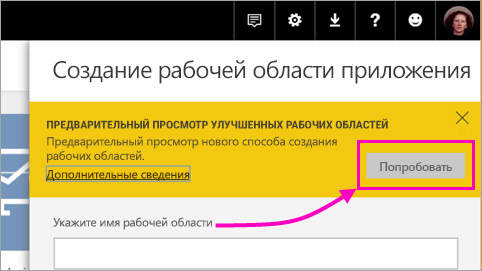 Создание рабочей области приложения
ПРЕДВАРИТЕЛЬНЫЙ ПРОСМОТР УЛУЧШЕННЫХ РАБОЧИХ ОБЛАСТЕЙ
Предварительный просмотр нового способа создания
рабочих областей.
Дополнительные сведения
Попробовать
Укажите имя рабочей области